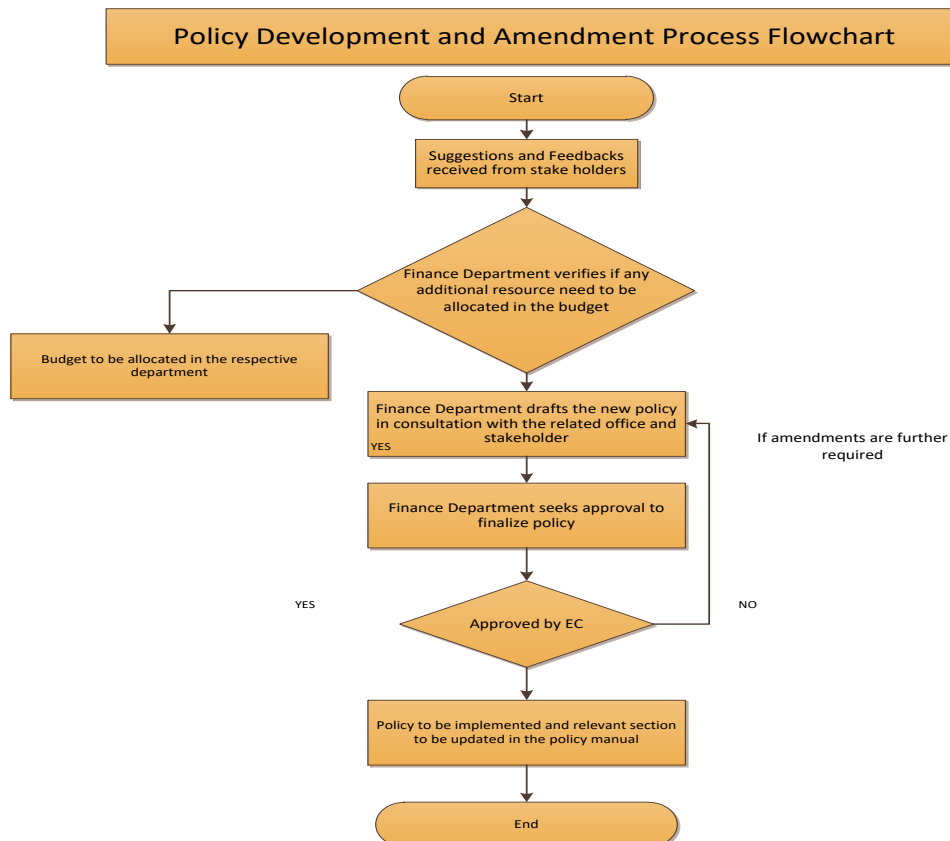 Policy Development and Amendment Process Flowchart
Start
Suggestions and Feedbacks
received from stake holders
Finance Department verifies if any
additional resource need to be
allocated in the budget
Budget to be allocated in the respective
department
Finance Department drafts the new policy
in consultation with the related office and
stakeholder
YES
If amendments are further
required
Finance Department seeks approval to
finalize policy
YES
Approved by EC
NO
Policy to be implemented and relevant section
to be updated in the policy manual
End